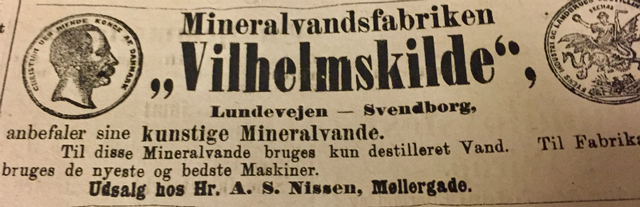 Mineralvandsfabriken
„Vilhelmskilde“,
Lundevejen — Svendborg,
anbefaler sine kunstige Mineralvande.
Til disse Mineralvande bruges kun destilleret Vand. Til Fabrika
bruges de nyeste og bedste Maskiner.
Udsalg hos Hr. A. S. Nissen, Møllergade.
CHRISTIAN DEN NIENDE KONGE AF DANMARK